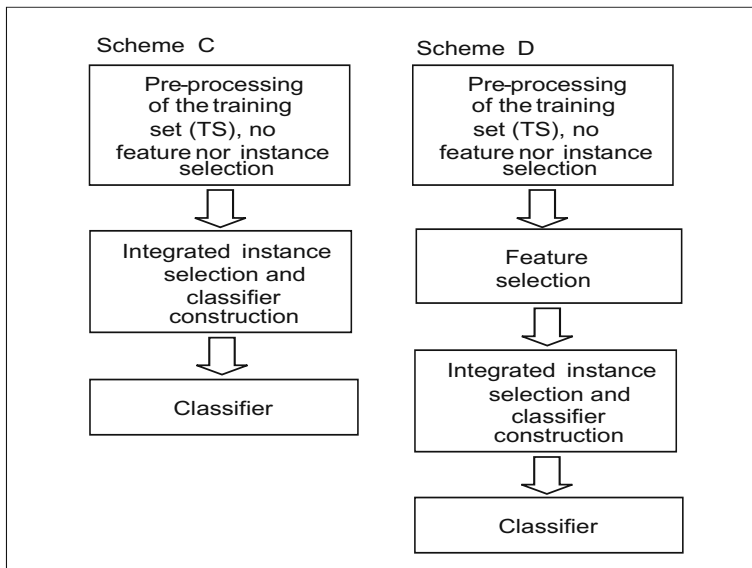 Scheme C
Pre-processing
of the training
set (TS), no
feature nor instance
selection
Integrated instance
selection and
classifier
construction
Classifier
Scheme D
Pre-processing
of the training
set (TS), no
feature nor instance
selection
Feature
selection
Integrated instance
selection and
classifier
construction
Classifier